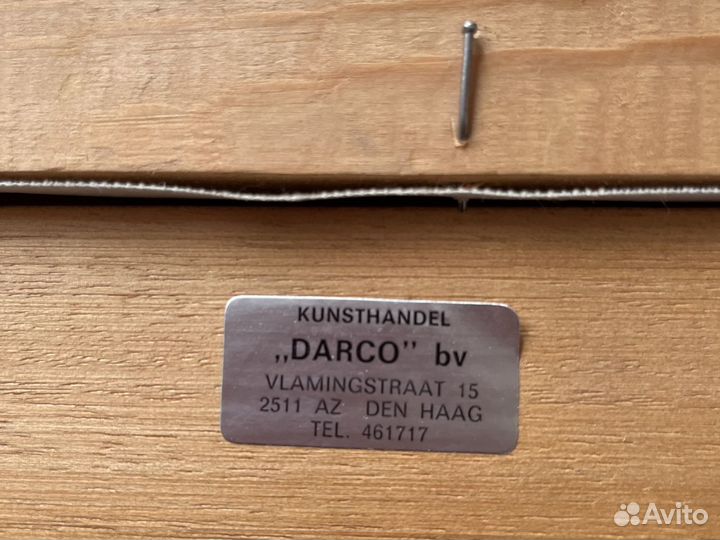 KUNSTHANDEL
„DARCO" bv
VLAMINGSTRAAT 15
2511 AZ DEN HAAG
TEL. 461717
Avito